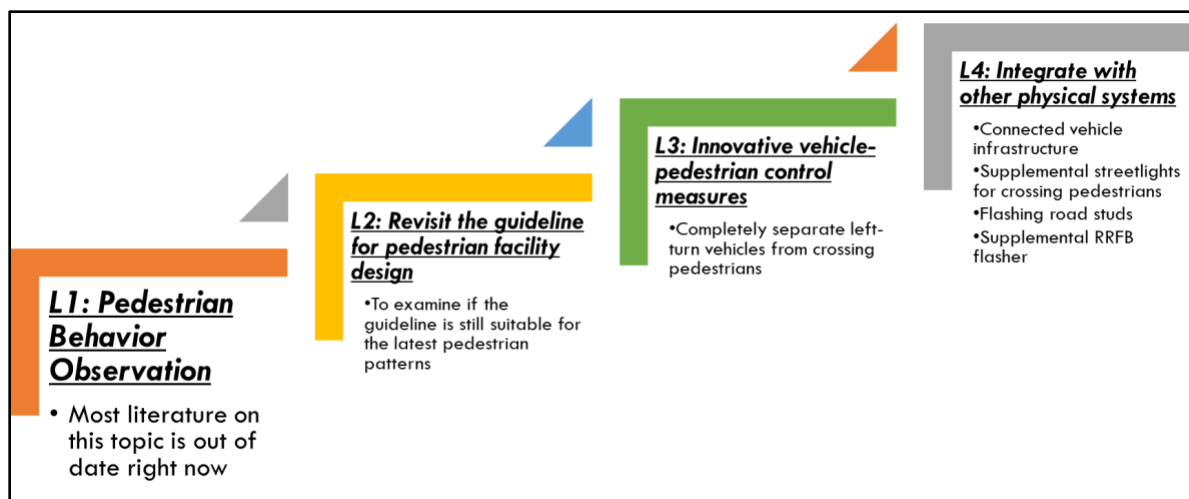 L1: Pedestrian
Behavior
Observation
• Most literature on
this topic is out of
date right now
L2: Revisit the guideline
for pedestrian facility
design
•To examine if the
guideline is still suitable for
the latest pedestrian
patterns
L3: Innovative vehicle-
pedestrian control
measures
•Completely separate left-
turn vehicles from crossing
pedestrians
L4: Integrate with
other physical systems
•Connected vehicle
infrastructure
•Supplemental streetlights
for crossing pedestrians
•Flashing road studs
•Supplemental RRFB
flasher